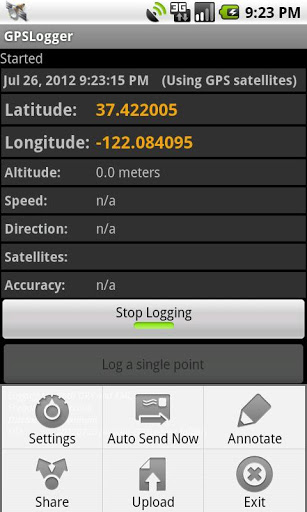 9:23 PM
GPSLogger
Started
Jul 26, 2012 9:23:15 PM (Using GPS satellites)
Latitude: 37.422005
Longitude: -122.084095
Altitude: 0.0 meters
Speed: n/a
Direction: n/a
Satellites:
Accuracy: n/a
Stop Logging
Log a single point
Settings Auto Send Now Annotate
Share Upload Exit